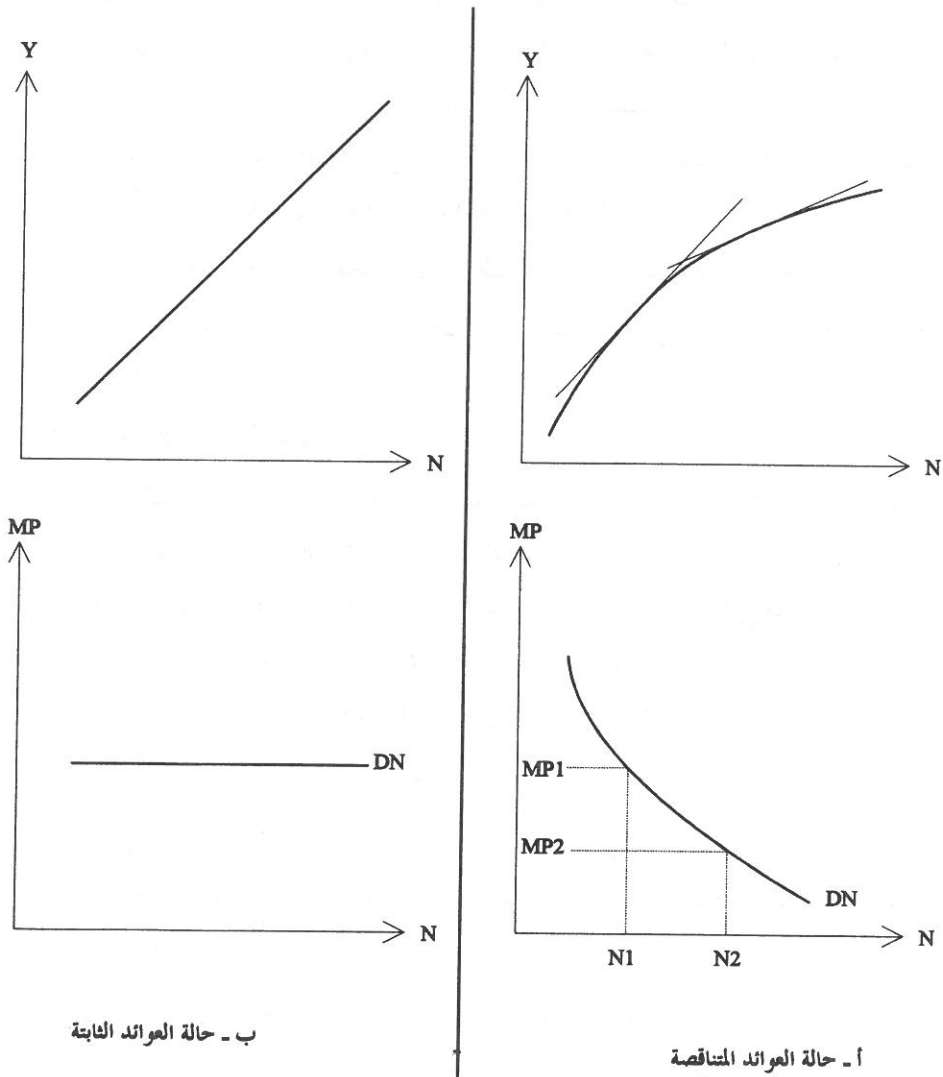 Y
N
MP
MP1
MP2
DN
N1
N2
N
أ ـ حالة العوائد المتناقصة
Y
N
MP
DN
N
ب ـ حالة العوائد الثابتة